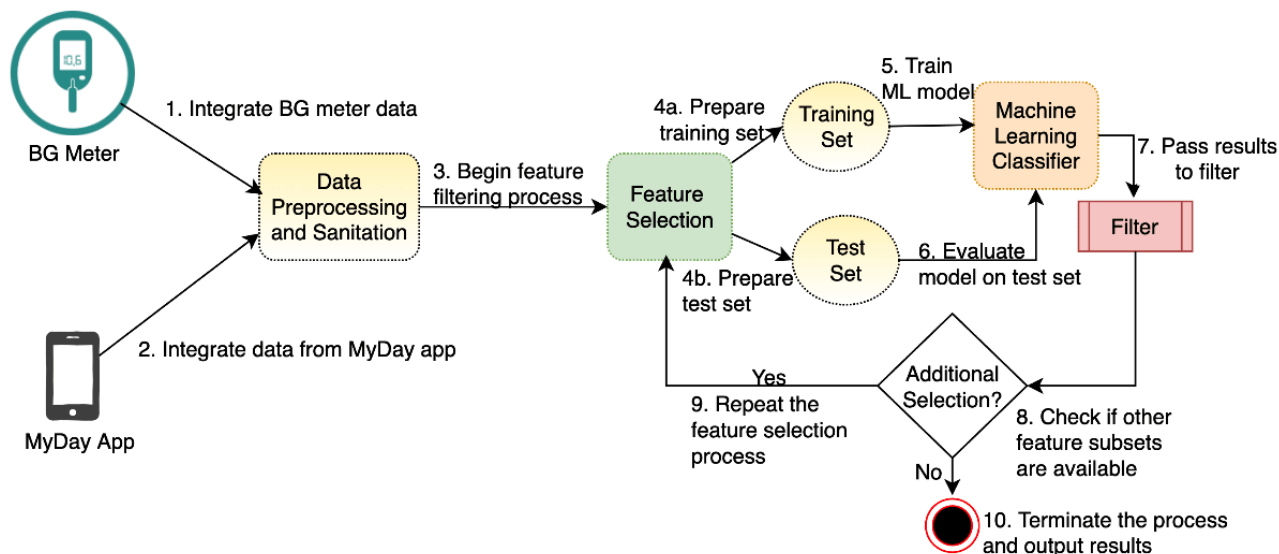 10,6
BG Meter
1. Integrate BG meter data
2. Integrate data from MyDay app
MyDay App
Data
Preprocessing
and Sanitation
3. Begin feature
filtering process
Feature
Selection
4a. Prepare
training set
4b. Prepare
test set
Training
Set
Test
Set
5. Train
ML model
6. Evaluate
model on test set
Machine
Learning
Classifier
7. Pass results
to filter
Filter
8. Check if other
feature subsets
are available
Additional
Selection?
Yes
9. Repeat the
feature selection
process
No
10. Terminate the process
and output results